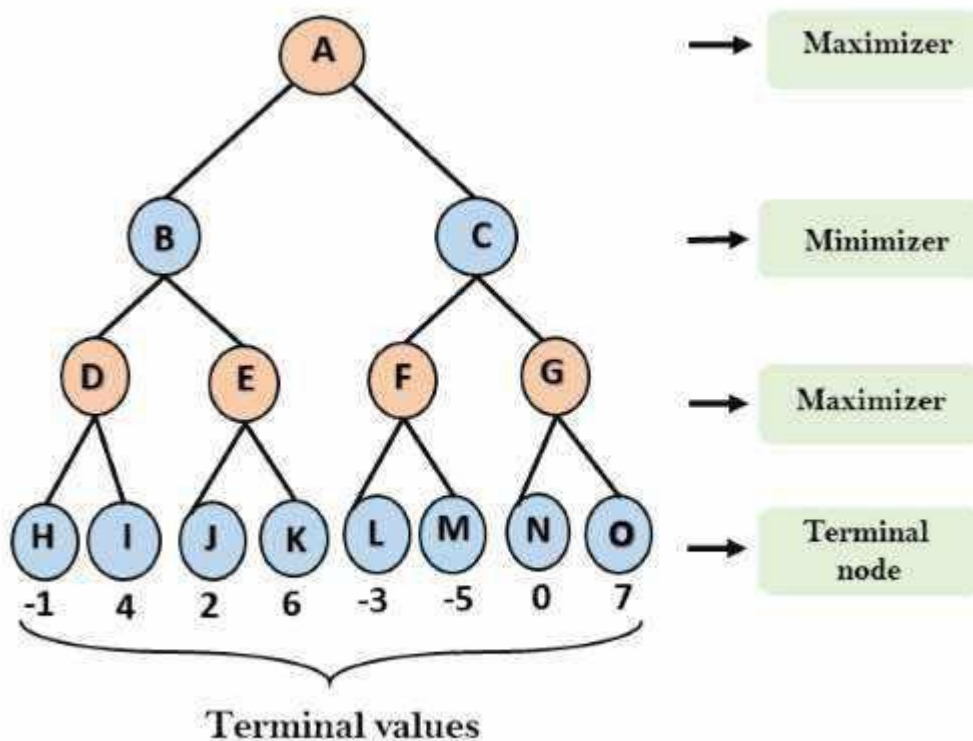 A
Maximizer
B
C
Minimizer
D
E
F
G
Maximizer
H
I
J
K
L
M
N
O
Terminal
node
-1
4
2
6
-3
-5
0
7
Terminal values